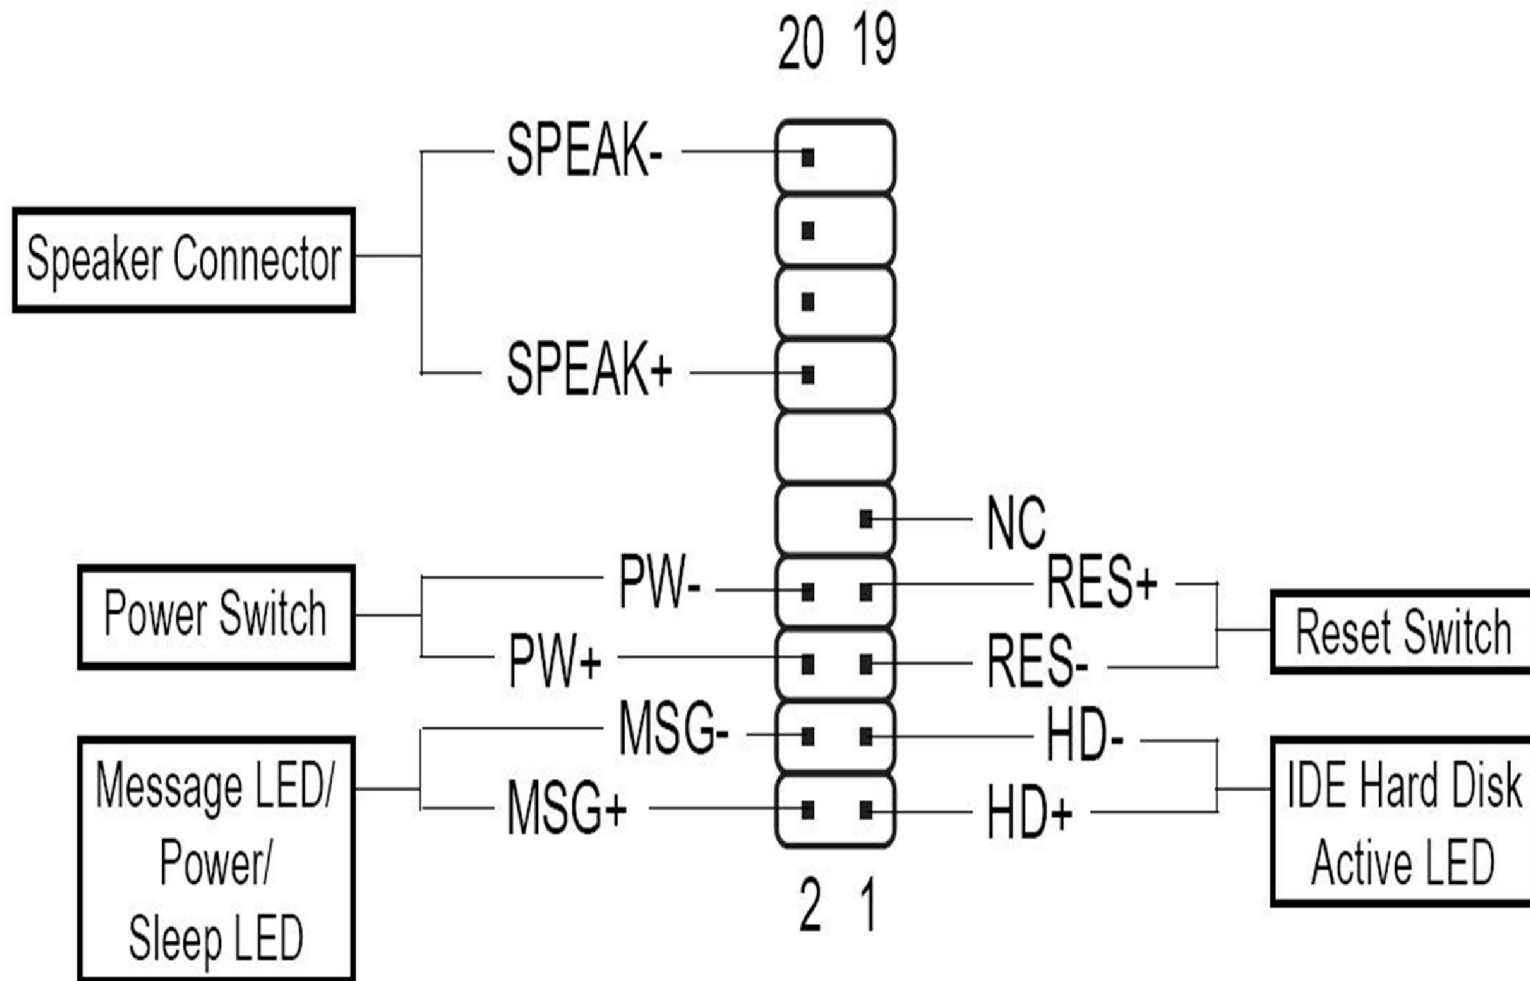 20 19
SPEAK-
Speaker Connector
SPEAK+
NC
PW-
RES+
Power Switch
Reset Switch
PW+
RES-
MSG-
HD-
Message LED/
Power/
Sleep LED
IDE Hard Disk
Active LED
MSG+
HD+
2 1